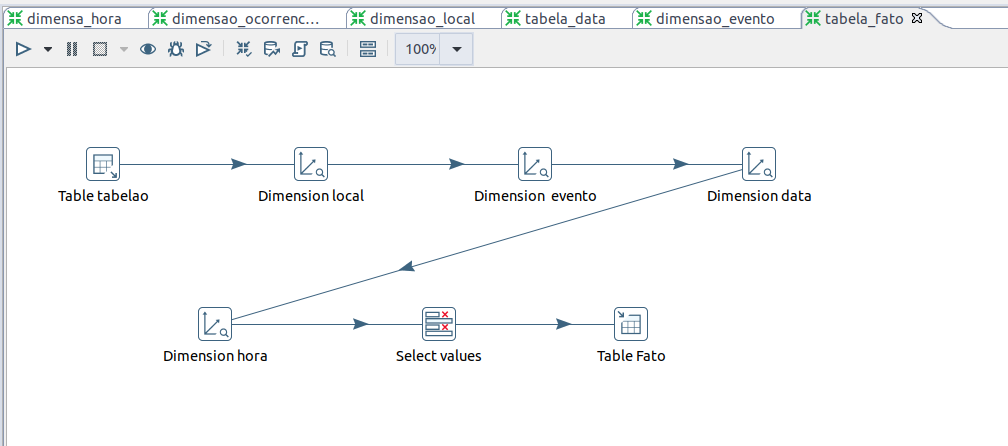 dimensa_hora
dimensao_ocorrenc...
dimensao_local
tabela_data
dimensao_evento
tabela_fato
100%
Table tabelao
Dimension local
Dimension  evento
Dimension data
Dimension hora
Select values
Table Fato